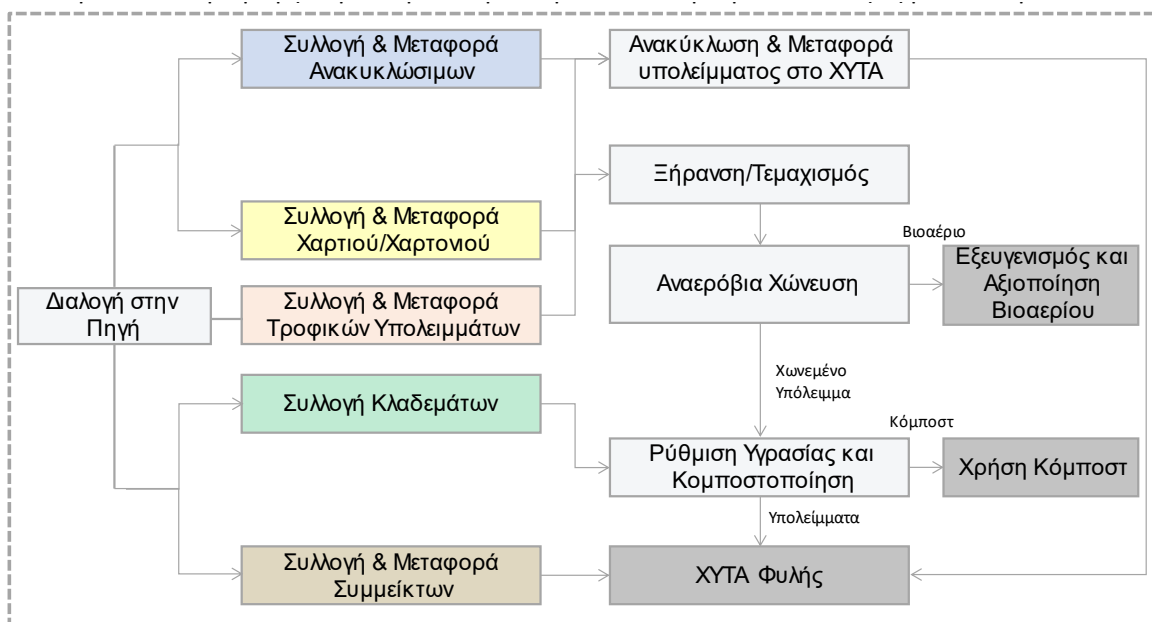 Συλλογή & Μεταφορά
Ανακυκλώσιμων
Ανακύκλωση & Μεταφορά
υπολείμματος στο ΧΥΤΑ
Ξήρανση/Τεμαχισμός
Συλλογή & Μεταφορά
Χαρτιού/Χαρτονιού
Βιοαέριο
Αναερόβια Χώνευση
Εξευγενισμός και
Αξιοποίηση
Βιοαερίου
Διαλογή στην
Πηγή
Συλλογή & Μεταφορά
Τροφικών Υπολειμμάτων
Χωνεμένο
Υπόλειμμα
Συλλογή Κλαδεμάτων
Κόμποστ
Ρύθμιση Υγρασίας και
Κομποστοποίηση
Χρήση Κόμποστ
Υπολείμματα
Συλλογή & Μεταφορά
Συμμείκτων
ΧΥΤΑ Φυλής